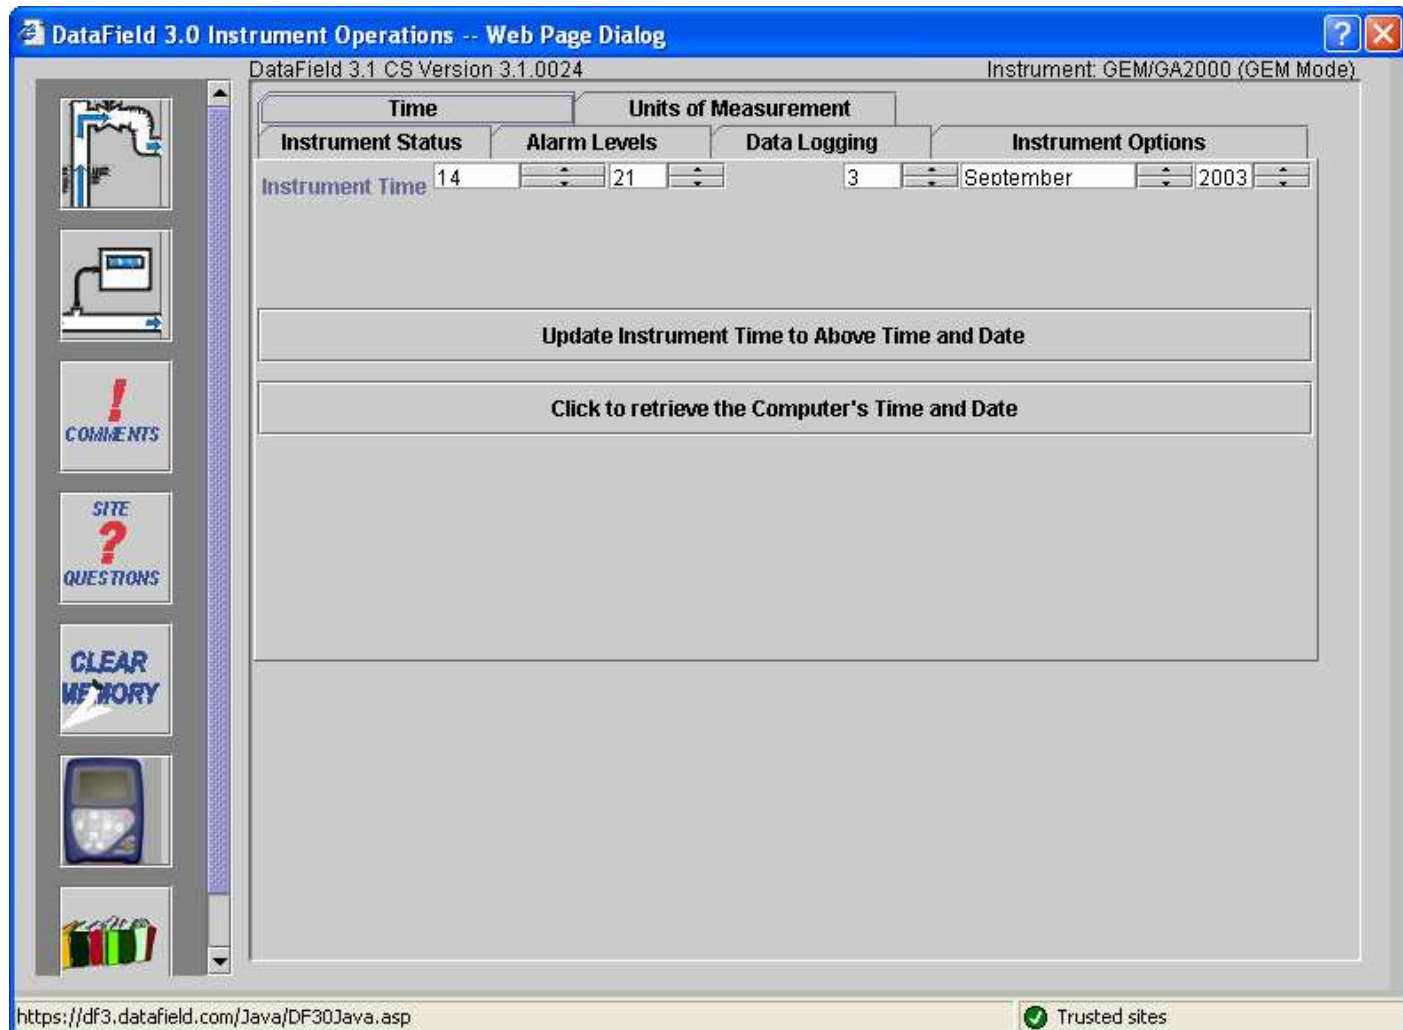 DataField 3.0 Instrument Operations -- Web Page Dialog
DataField 3.1 CS Version 3.1.0024 Instrument: GEM/GA2000 (GEM Mode)
Time Units of Measurement
Instrument Status Alarm Levels Data Logging Instrument Options
Instrument Time 14 21 3 September 2003
Update Instrument Time to Above Time and Date
Click to retrieve the Computer's Time and Date
!
COMMENTS
SITE
?
QUESTIONS
CLEAR
MEMORY
https://df3.datafield.com/Java/DF30Java.asp Trusted sites